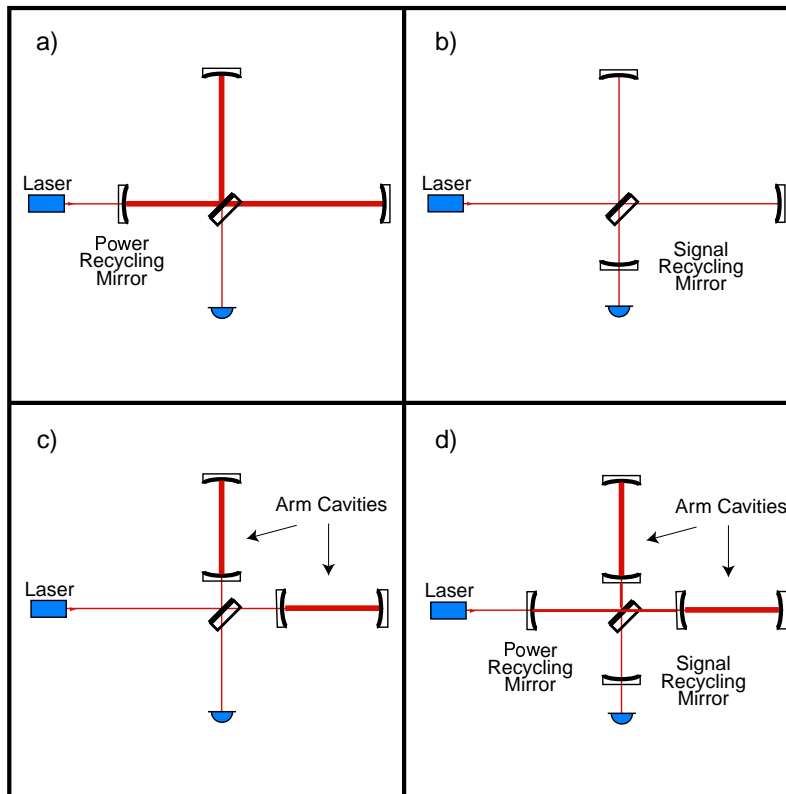 a)
Laser
Power
Recycling
Mirror
b)
Laser
Signal
Recycling
Mirror
c)
Arm Cavities
Laser
d)
Arm Cavities
Laser
Power
Recycling
Mirror
Signal
Recycling
Mirror